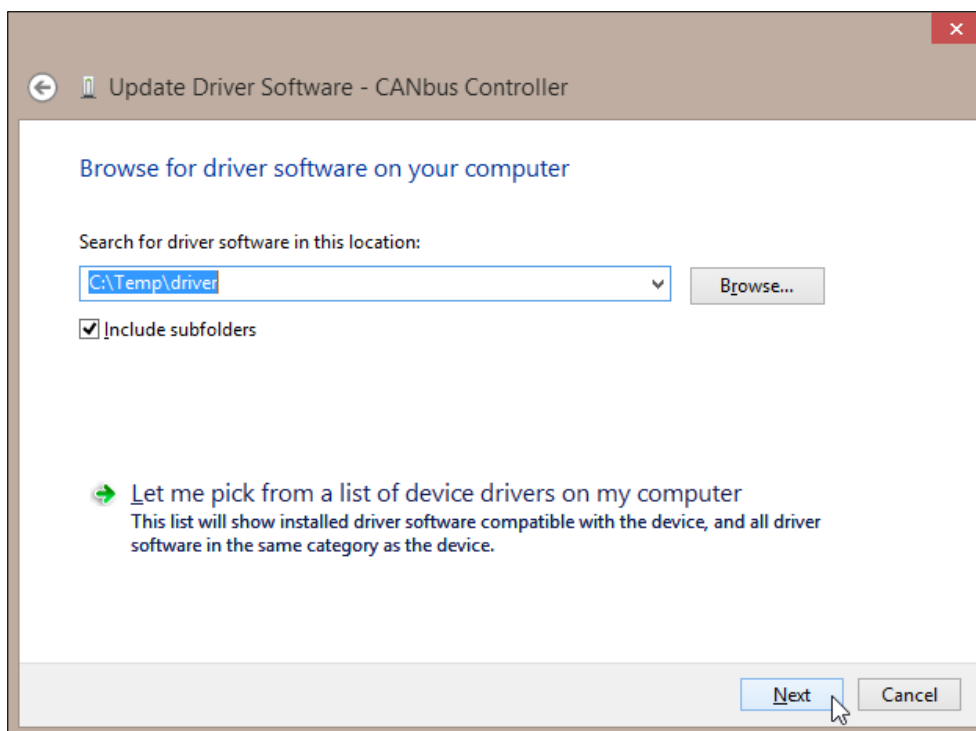 Update Driver Software - CANbus Controller
Browse for driver software on your computer
Search for driver software in this location:
C:\Temp\driver
Browse...
Include subfolders
Let me pick from a list of device drivers on my computer
This list will show installed driver software compatible with the device, and all driver
software in the same category as the device.
Next
Cancel